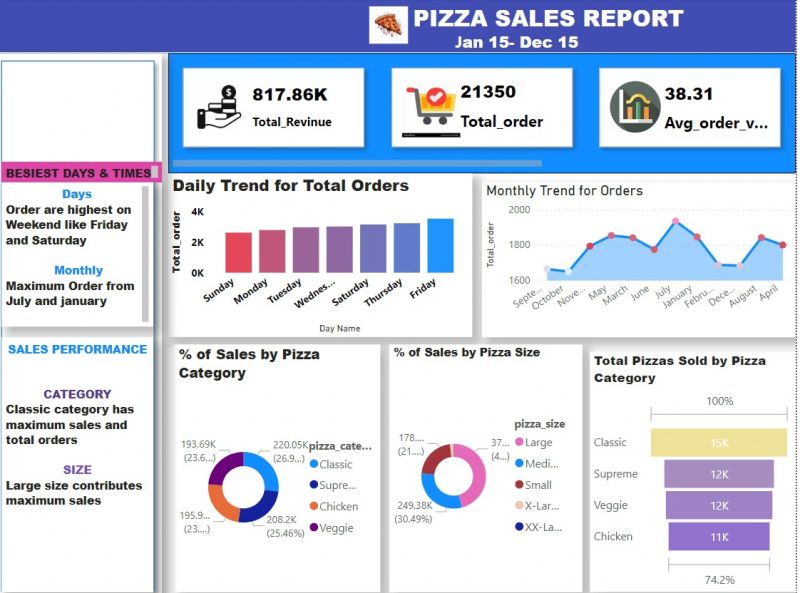 PIZZA SALES REPORT
Jan 15- Dec 15
817.86K
Total_Revinue
21350
Total_order
38.31
Avg_order_v...
BESIEST DAYS & TIMES
Days
Order are highest on
Weekend like Friday
and Saturday
Monthly
Maximum Order from
July and january
SALES PERFORMANCE
CATEGORY
Classic category has
maximum sales and
total orders
SIZE
Large size contributes
maximum sales
Daily Trend for Total Orders
Total_order
4K
2K
0K
Sunday
Monday
Tuesday
Wednes...
Saturday
Thursday
Friday
Day Name
Monthly Trend for Orders
Total_order
2000
1800
1600
Septe...
October
Nove...
May
March
June
July
January
Febru...
Dece...
August
April
% of Sales by Pizza
Category
193.69K
(23.6...)
220.05K
(26.9...)
195.9...
(23....)
208.2K
(25.46%)
pizza_cate...
Classic
Supre...
Chicken
Veggie
% of Sales by Pizza Size
178....
(21....)
37...
(4...)
249.38K
(30.49%)
pizza_size
Large
Medi...
Small
X-Lar...
XX-La...
Total Pizzas Sold by Pizza
Category
100%
Classic
15K
Supreme
12K
Veggie
12K
Chicken
11K
74.2%